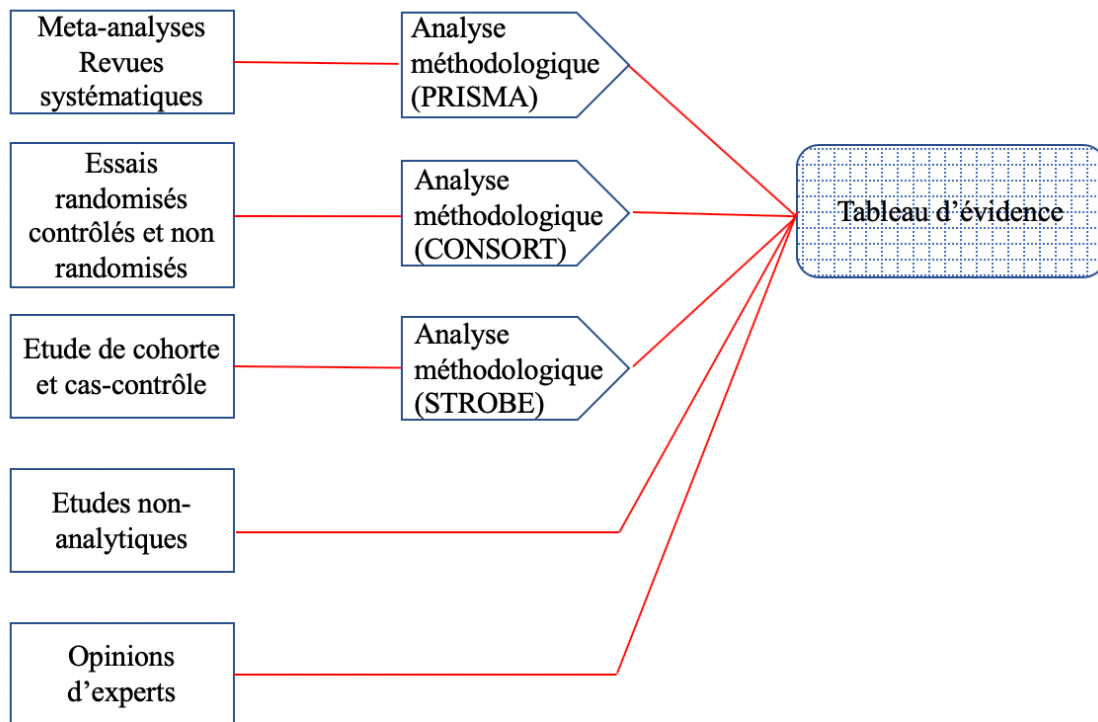 Meta-analyses
Revues
systématiques
Analyse
méthodologique
(PRISMA)
Essais
randomisés
contrôlés et non
randomisés
Analyse
méthodologique
(CONSORT)
Tableau d’évidence
Etude de cohorte
et cas-contrôle
Analyse
méthodologique
(STROBE)
Etudes non-
analytiques
Opinions
d’experts